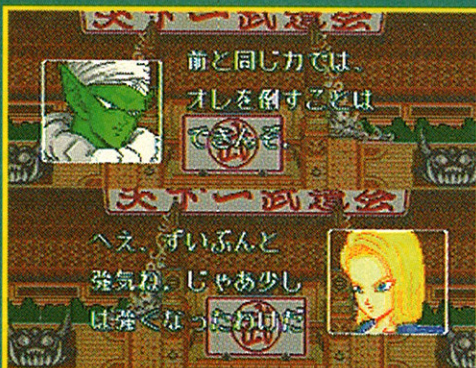 天下一武道会
前と同じ力では、
オレを倒すことは
できんぞ。
武
天下一武道会
へえ、ずいぶんと
強気ね。じゃあ少し
は強くなったわけだ
武